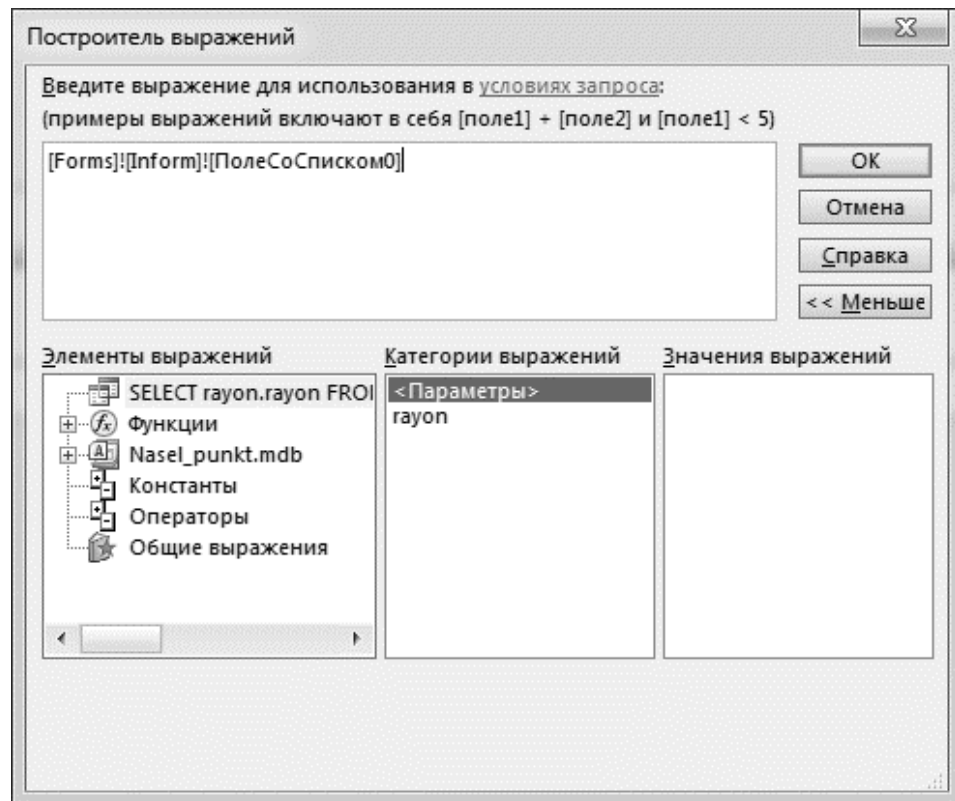 Построитель выражений
Введите выражение для использования в условиях запроса:
(примеры выражений включают в себя [поле1] + [поле2] и [поле1] < 5)
[Forms]![Inform]![ПолеСоСписком0]
ОК
Отмена
Справка
<< Меньше
Элементы выражений
Категории выражений
Значения выражений
SELECT rayon.rayon FROI
Функции
Nasel_punkt.mdb
Константы
Операторы
Общие выражения
<Параметры>
rayon